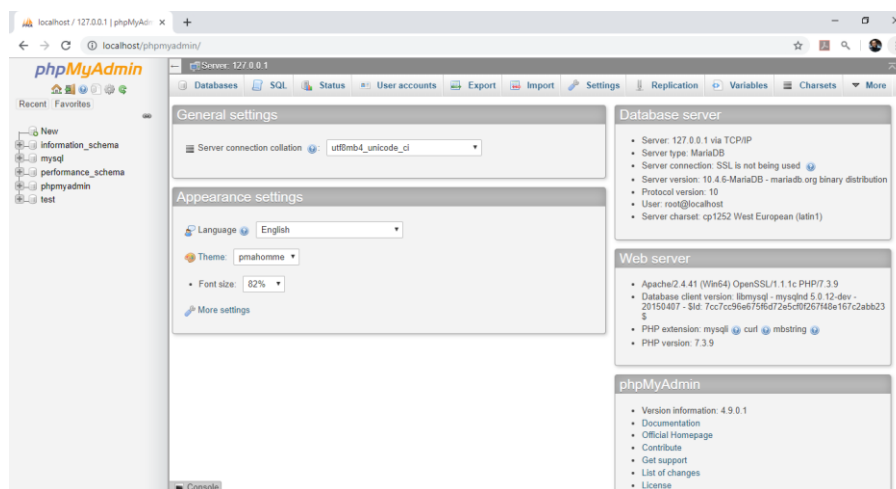 localhost / 127.0.0.1 | phpMyAdm
localhost/phpmyadmin/
phpMyAdmin
Recent Favorites
New
information_schema
mysql
performance_schema
phpmyadmin
test
Server: 127.0.0.1
Databases SQL Status User accounts Export Import Settings Replication Variables Charsets More
General settings
Server connection collation : utf8mb4_unicode_ci
Appearance settings
Language English
Theme: pmahomme
Font size: 82%
More settings
Database server
Server: 127.0.0.1 via TCP/IP
Server type: MariaDB
Server connection: SSL is not being used
Server version: 10.4.6-MariaDB - mariadb.org binary distribution
Protocol version: 10
User: root@localhost
Server charset: cp1252 West European (latin1)
Web server
Apache/2.4.41 (Win64) OpenSSL/1.1.1c PHP/7.3.9
Database client version: libmysql - mysqlnd 5.0.12-dev -
20150407 - $Id: 7cc7cc96e675f6d72e5cf0f267f48e167c2abb23
$
PHP extension: mysqli curl mbstring
PHP version: 7.3.9
phpMyAdmin
Version information: 4.9.0.1
Documentation
Official Homepage
Contribute
Get support
List of changes
License
Console